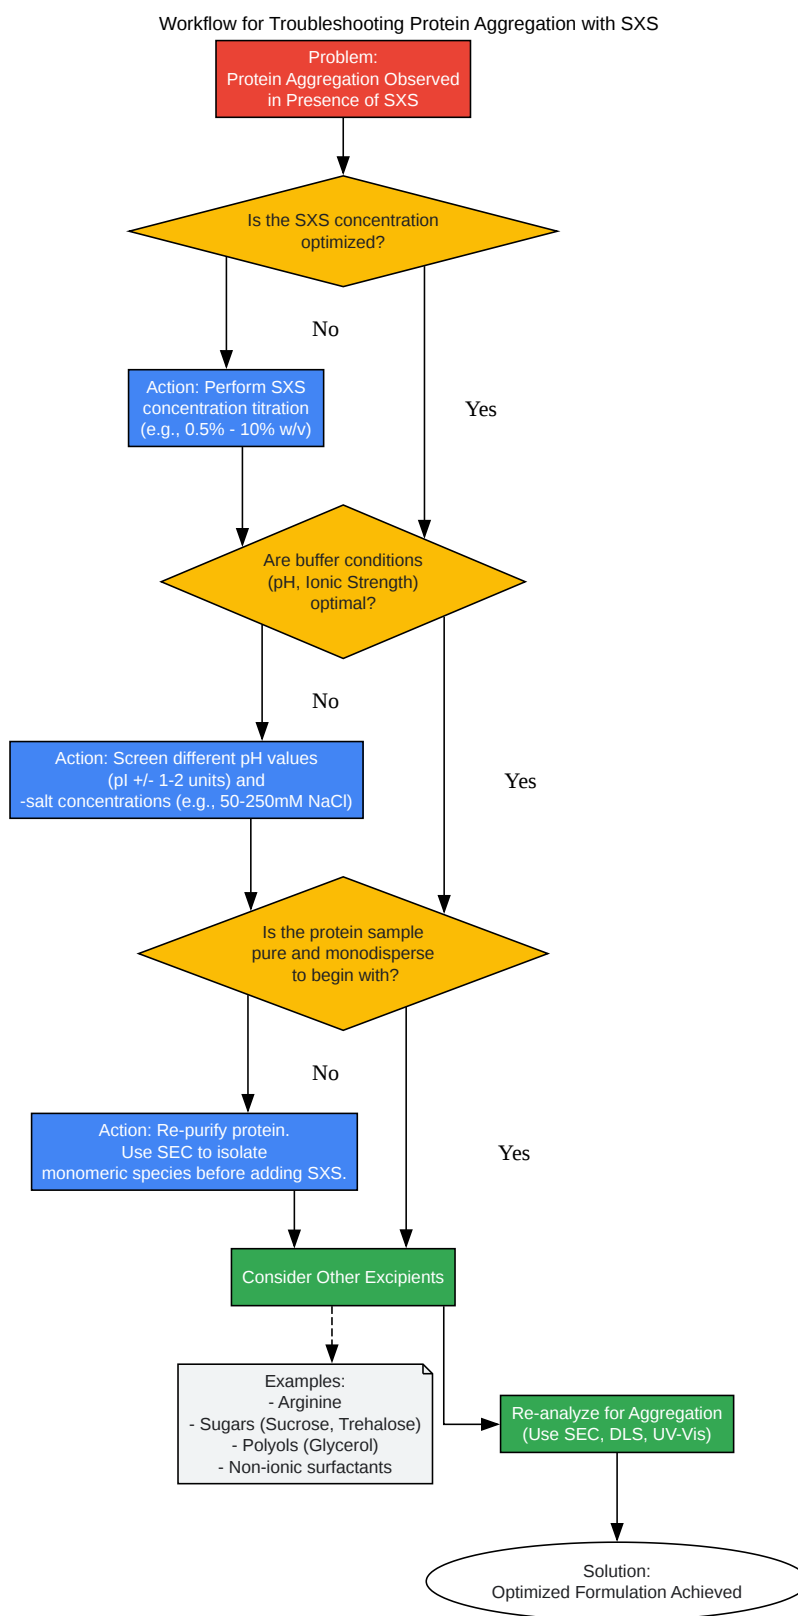 Workflow for Troubleshooting Protein Aggregation with SXS
Problem:
Protein Aggregation Observed
in Presence of SXS
Is the SXS concentration
optimized?
No
Action: Perform SXS
concentration titration
(e.g., 0.5% - 10% w/v)
Yes
Are buffer conditions
(pH, Ionic Strength)
optimal?
No
Action: Screen different pH values
(pI +/- 1-2 units) and
-salt concentrations (e.g., 50-250mM NaCl)
Yes
Is the protein sample
pure and monodisperse
to begin with?
No
Action: Re-purify protein.
Use SEC to isolate
monomeric species before adding SXS.
Yes
Consider Other Excipients
Examples:
- Arginine
- Sugars (Sucrose, Trehalose)
- Polyols (Glycerol)
- Non-ionic surfactants
Re-analyze for Aggregation
(Use SEC, DLS, UV-Vis)
Solution:
Optimized Formulation Achieved